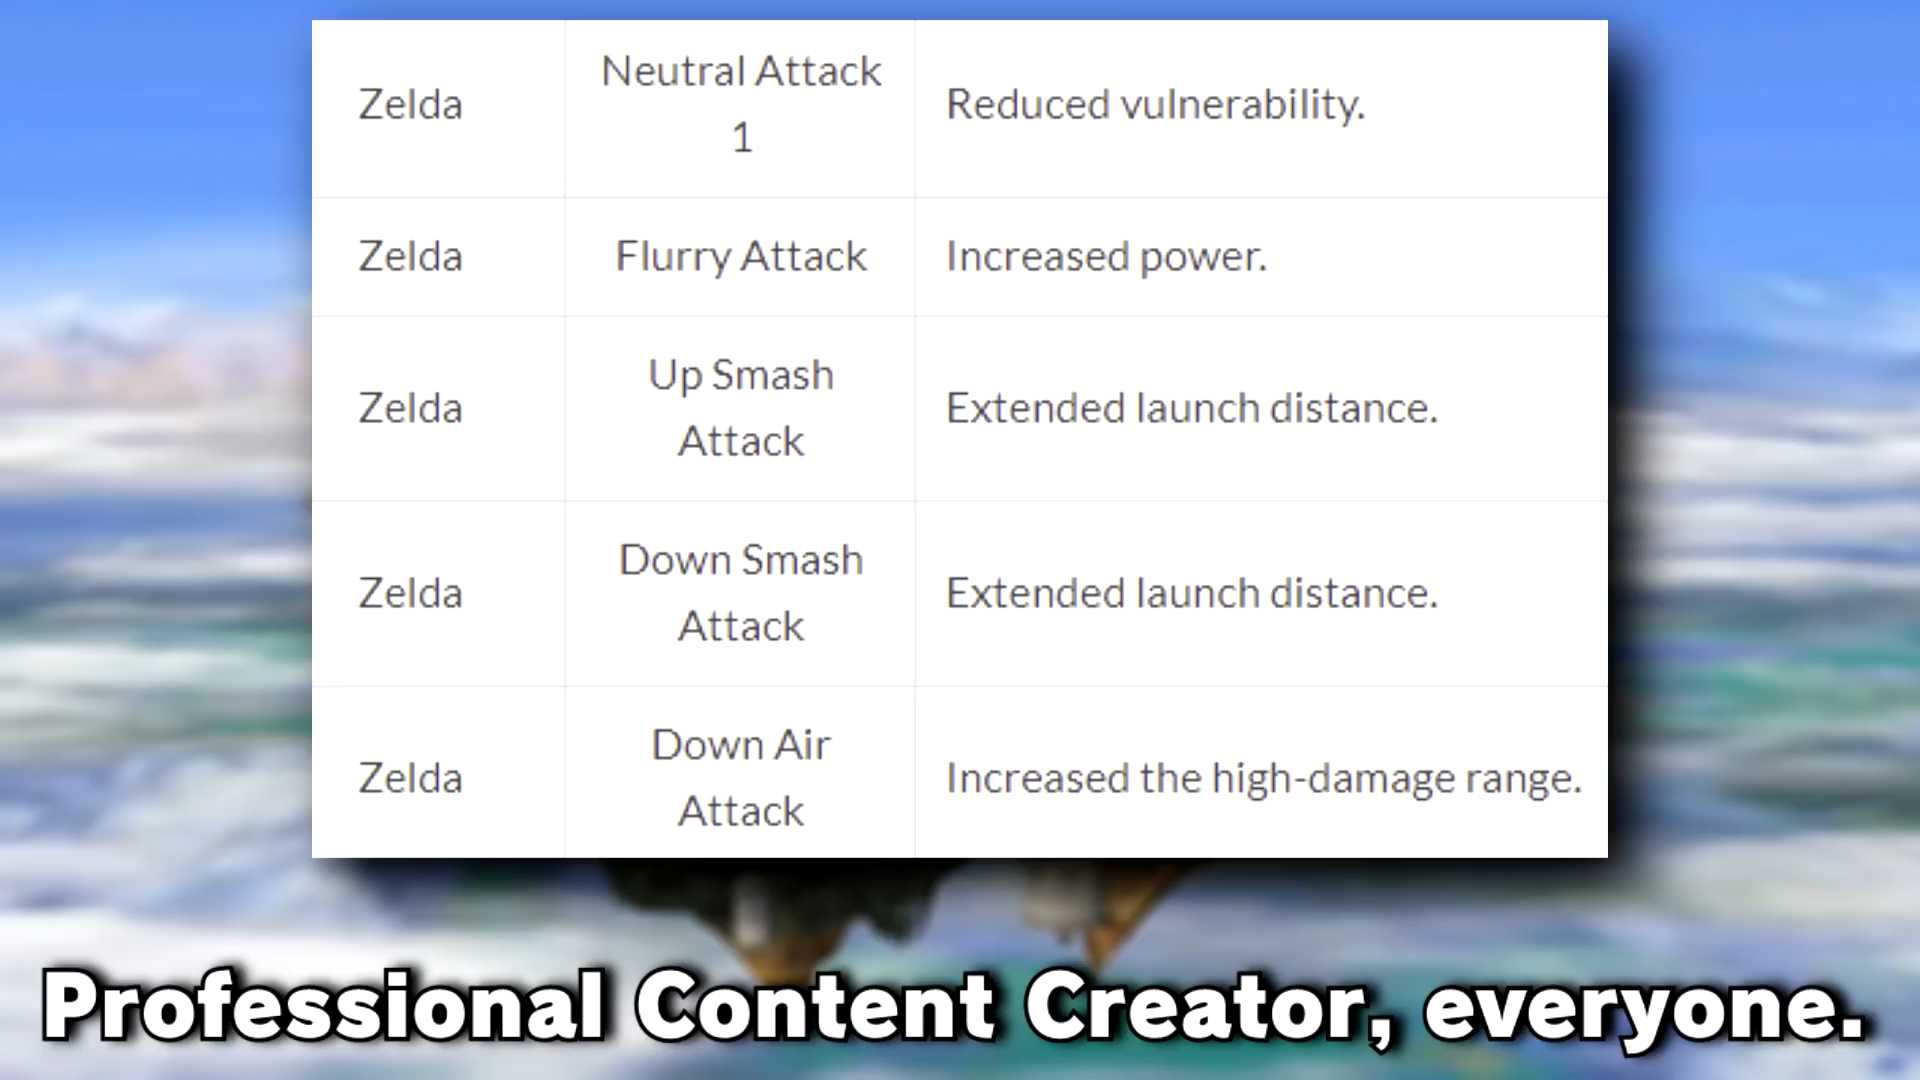 Zelda
Neutral Attack
1
Reduced vulnerability.
Zelda
Flurry Attack
Increased power.
Zelda
Up Smash
Attack
Extended launch distance.
Zelda
Down Smash
Attack
Extended launch distance.
Zelda
Down Air
Attack
Increased the high-damage range.
Professional Content Creator, everyone.